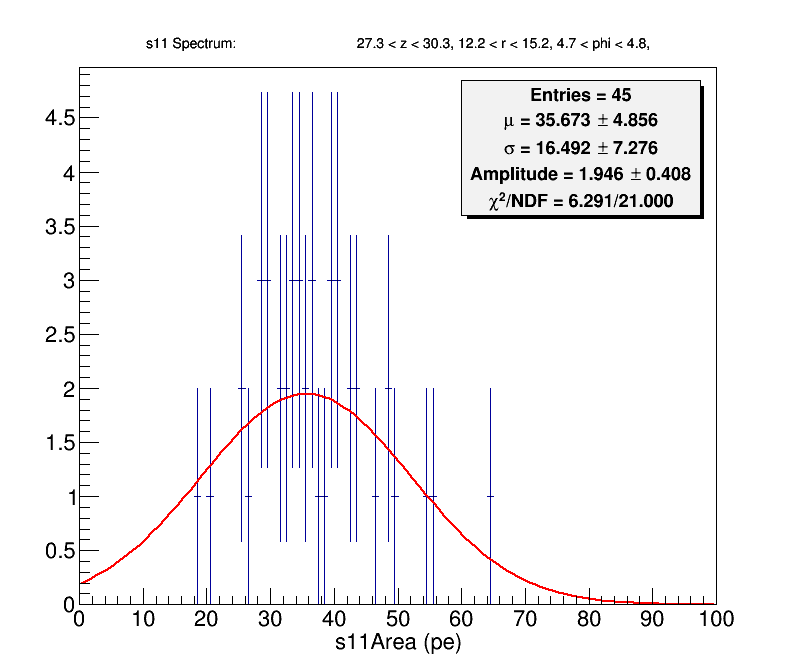 s11 Spectrum: 27.3 < z < 30.3, 12.2 < r < 15.2, 4.7 < phi < 4.8,
Entries = 45
μ = 35.673 ± 4.856
σ = 16.492 ± 7.276
Amplitude = 1.946 ± 0.408
χ²/NDF = 6.291/21.000
4.5
4
3.5
3
2.5
2
1.5
1
0.5
0
0 10 20 30 40 50 60 70 80 90 100
s11Area (pe)